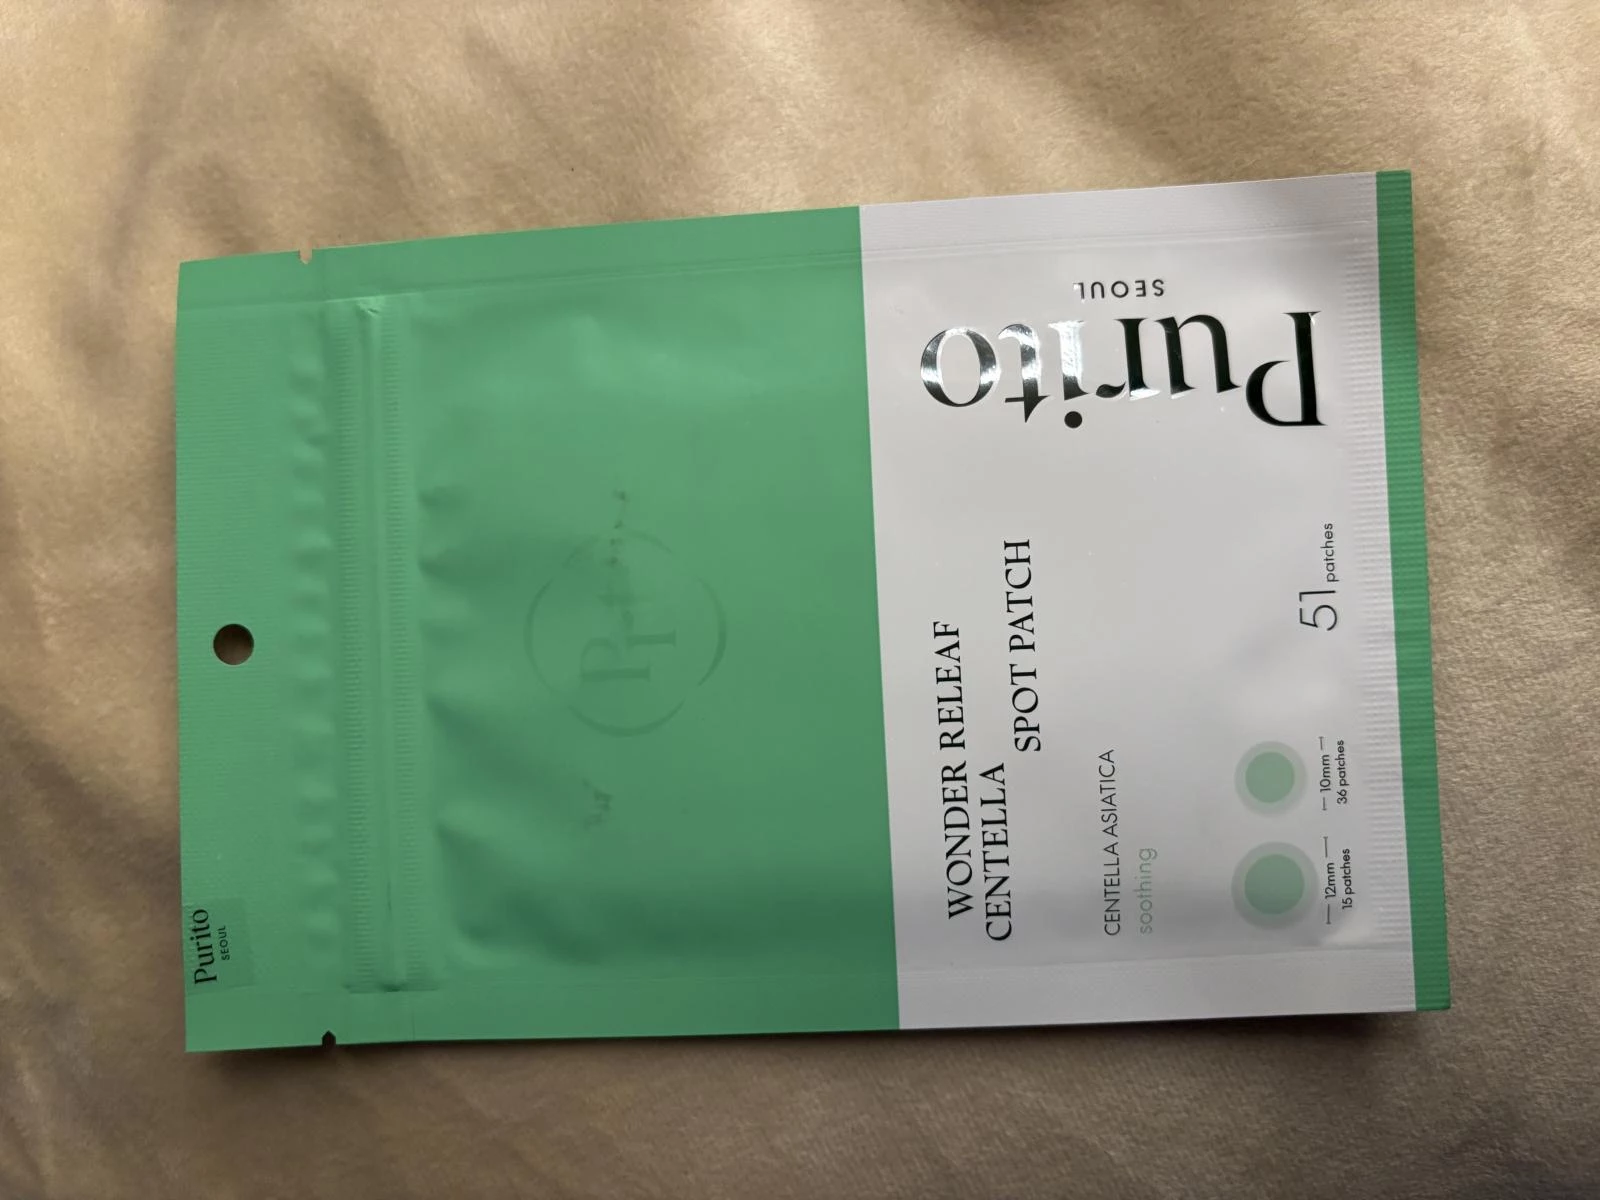 Purito
SEOUL
WONDER RELEAF
CENTELLA
SPOT PATCH
CENTELLA ASIATICA
soothing
12mm
15 patches
10mm
36 patches
51 patches
Purito
SEOUL